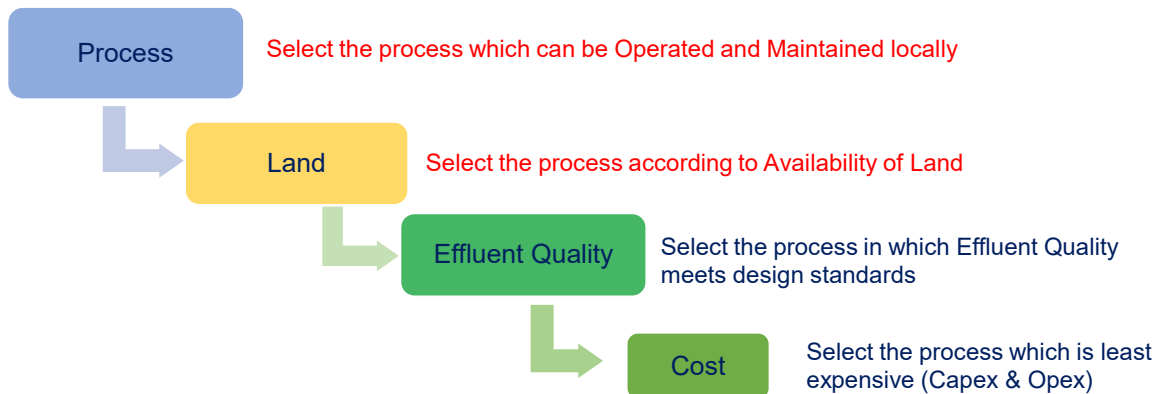 Process
Select the process which can be Operated and Maintained locally
Land
Select the process according to Availability of Land
Effluent Quality
Select the process in which Effluent Quality
meets design standards
Cost
Select the process which is least
expensive (Capex & Opex)